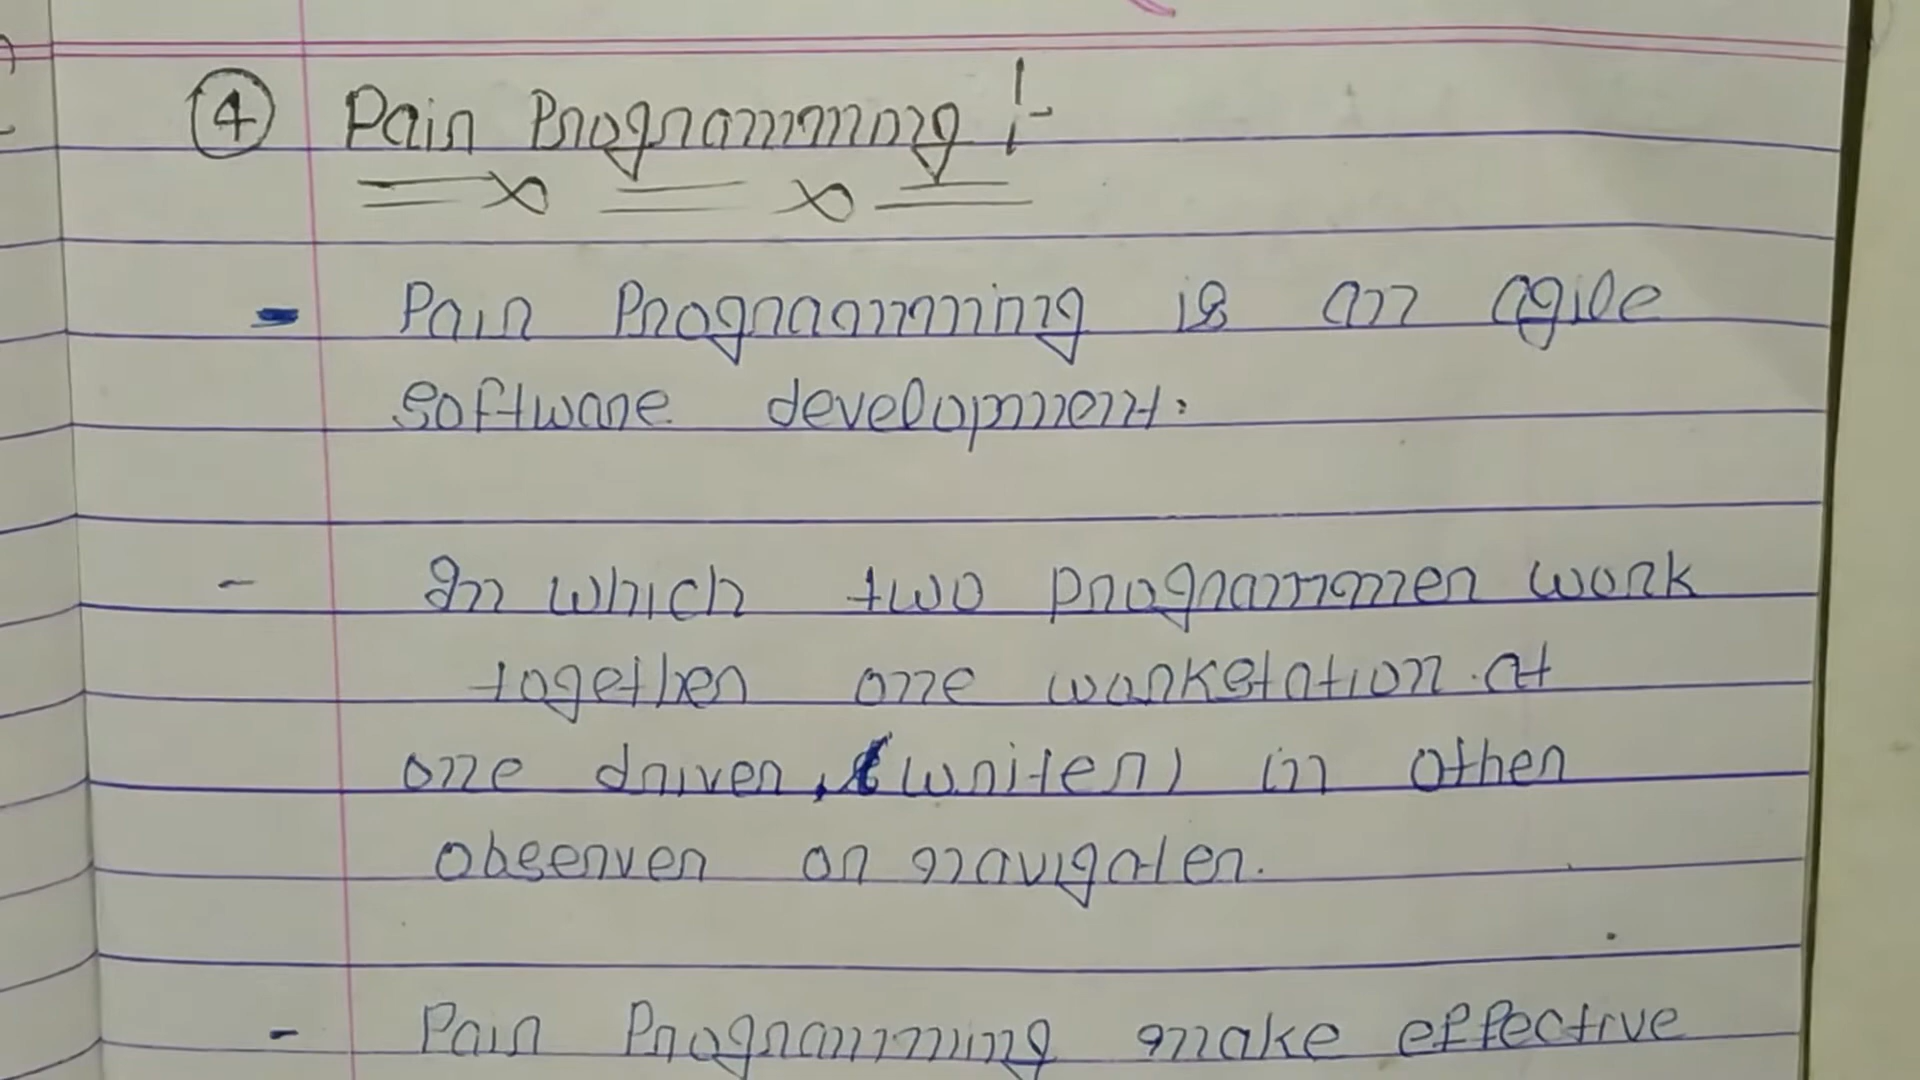 ④ Pair Programming :-
- Pair Programming is an agile
software development.
- In which two programmer work
together one workstation. at
one driver, (writer) in other
observer or navigater.
- Pair Programming make effective